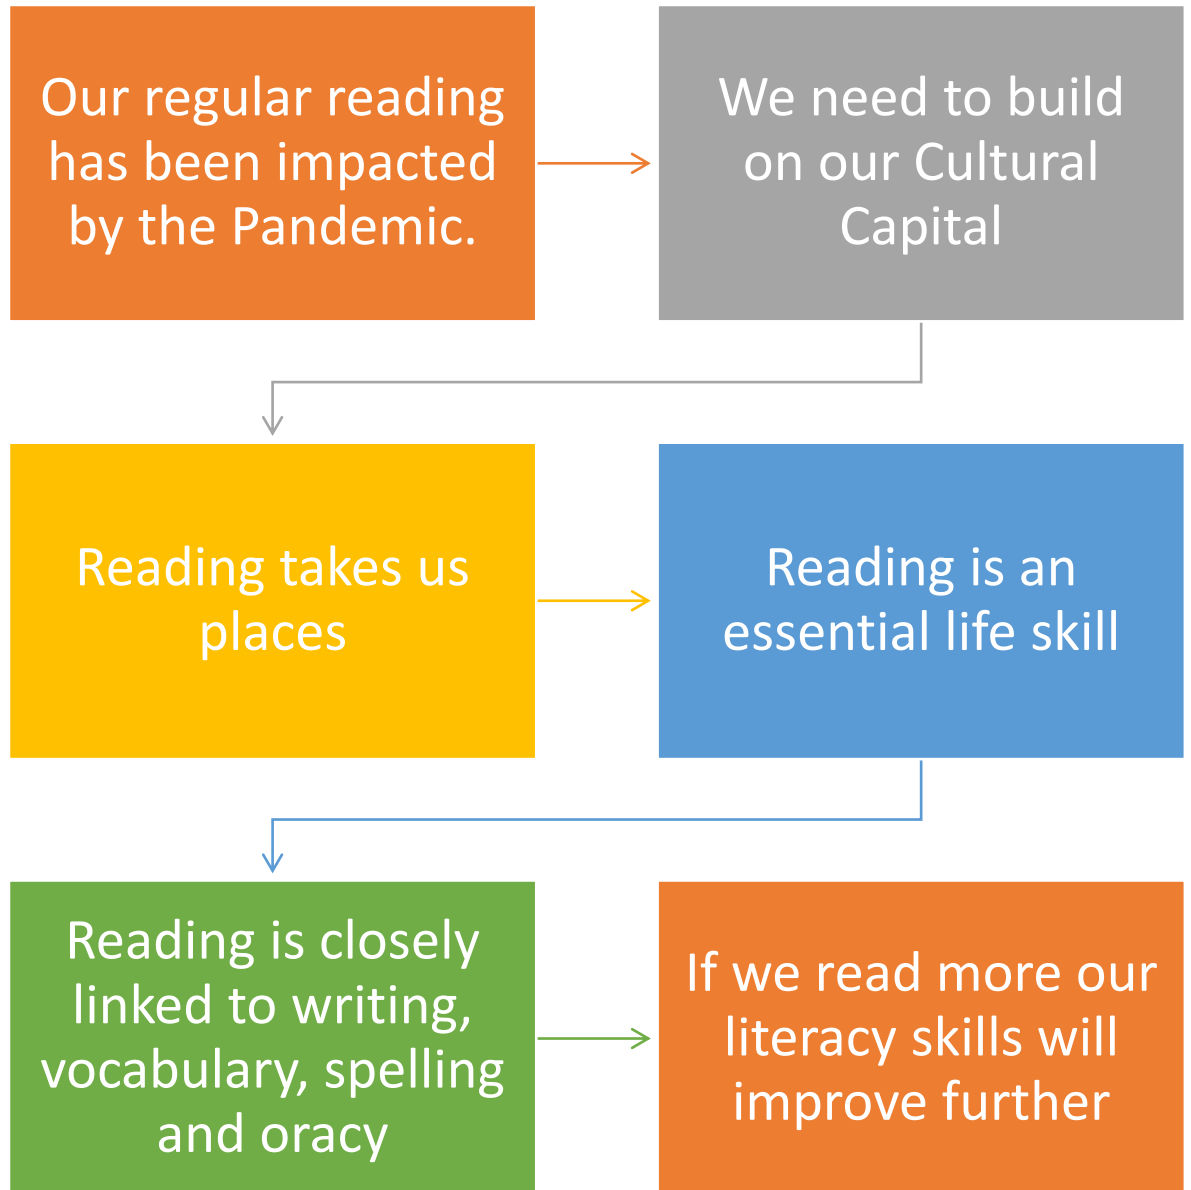 Our regular reading
has been impacted
by the Pandemic.
We need to build
on our Cultural
Capital
Reading takes us
places
Reading is an
essential life skill
Reading is closely
linked to writing,
vocabulary, spelling
and oracy
If we read more our
literacy skills will
improve further